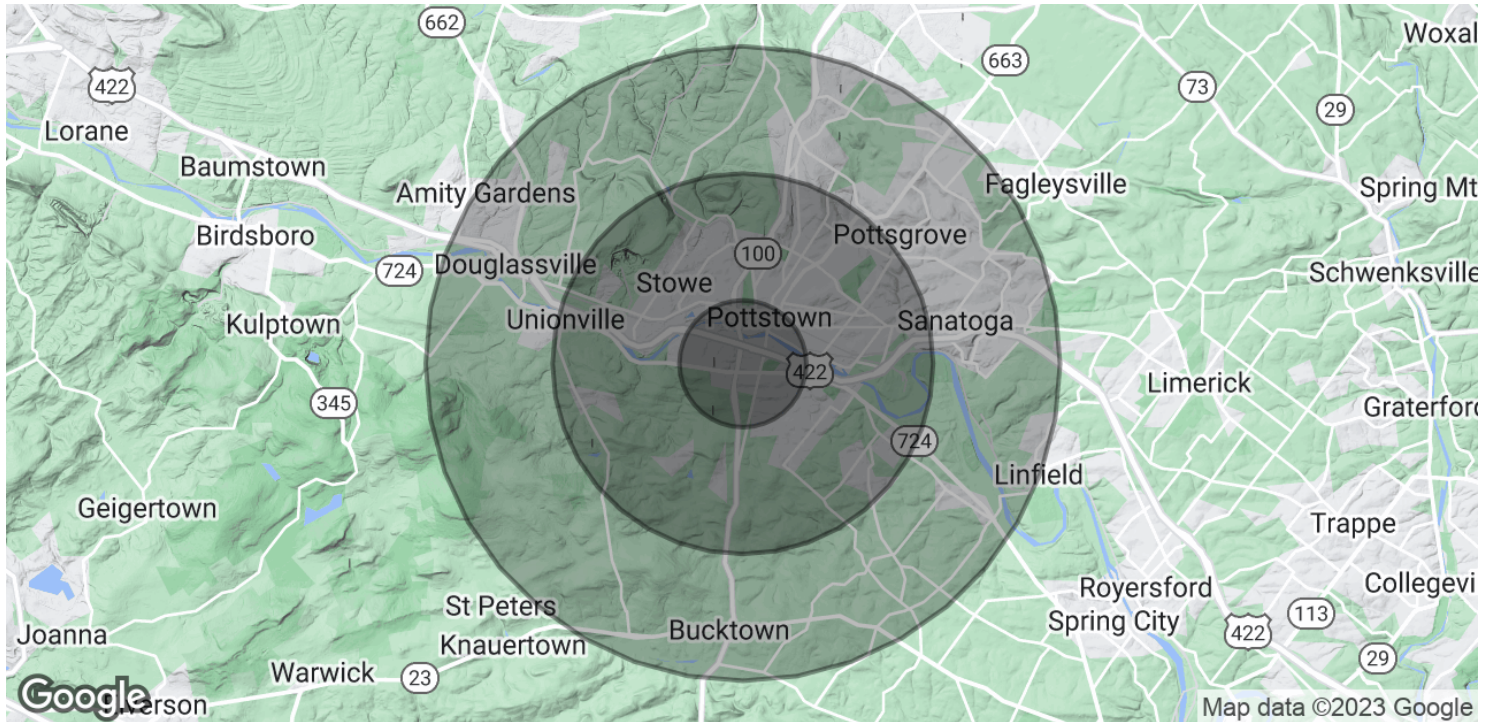 662
663
Woxal
422
73
29
Lorane
Baumstown
Amity Gardens
Fagleysville
Spring Mt
Birdsboro
Pottsgrove
100
724
Douglassville
Stowe
Schwenksville
Kulptown
Unionville
Pottstown
Sanatoga
422
Limerick
345
Graterford
724
Linfield
Geigertown
Trappe
Royersford
Collegevi
St Peters
Spring City
113
Joanna
Knauertown
Bucktown
422
Warwick
23
29
Google
Map data ©2023 Google